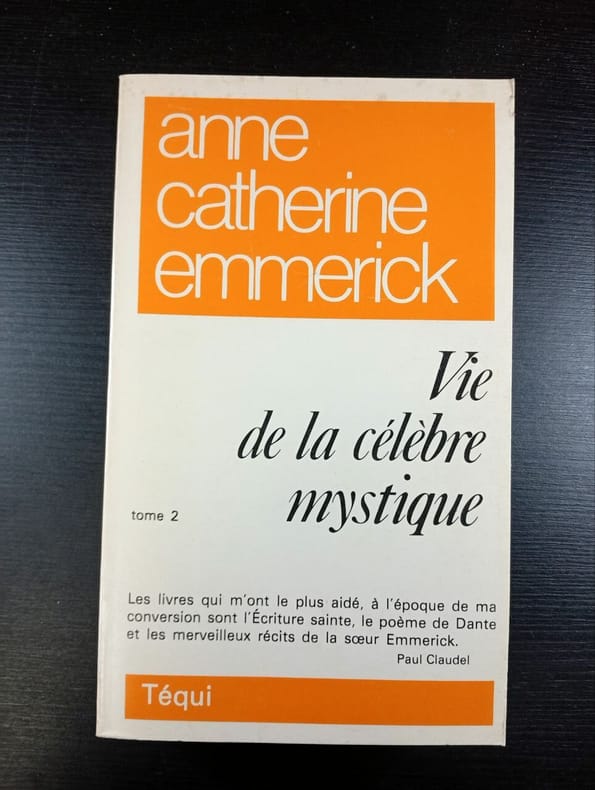 anne
catherine
emmerick
Vie
de la célèbre
mystique
tome 2
Les livres qui m'ont le plus aidé, à l'époque de ma
conversion sont l'Écriture sainte, le poème de Dante
et les merveilleux récits de la sœur Emmerick.
Paul Claudel
Téqui